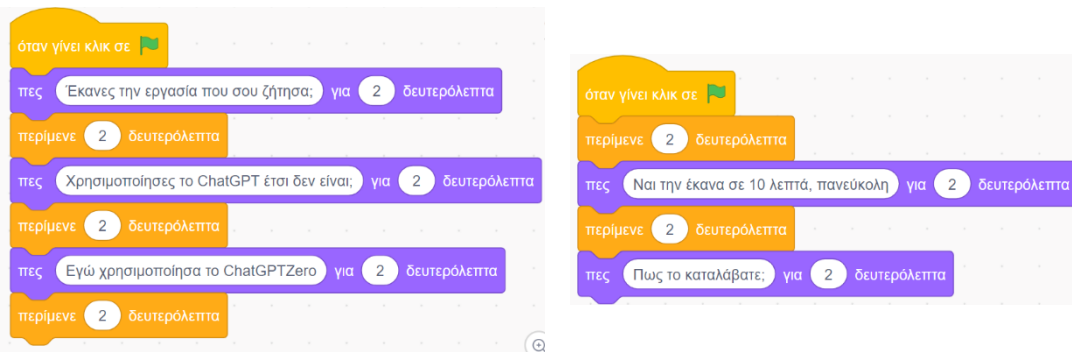 όταν γίνει κλικ σε
πες Έκανες την εργασία που σου ζήτησα; για 2 δευτερόλεπτα
περίμενε 2 δευτερόλεπτα
πες Χρησιμοποίησες το ChatGPT έτσι δεν είναι; για 2 δευτερόλεπτα
περίμενε 2 δευτερόλεπτα
πες Εγώ χρησιμοποίησα το ChatGPTZero για 2 δευτερόλεπτα
περίμενε 2 δευτερόλεπτα
όταν γίνει κλικ σε
περίμενε 2 δευτερόλεπτα
πες Ναι την έκανα σε 10 λεπτά, πανεύκολη για 2 δευτερόλεπτα
περίμενε 2 δευτερόλεπτα
πες Πως το καταλάβατε; για 2 δευτερόλεπτα